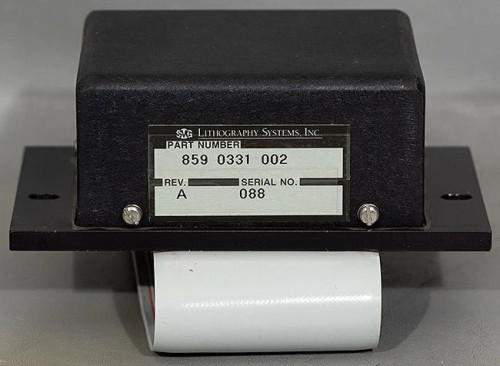 SVG LITHOGRAPHY SYSTEMS, INC.
PART NUMBER
859 0331 002
REV. SERIAL NO.
A 088